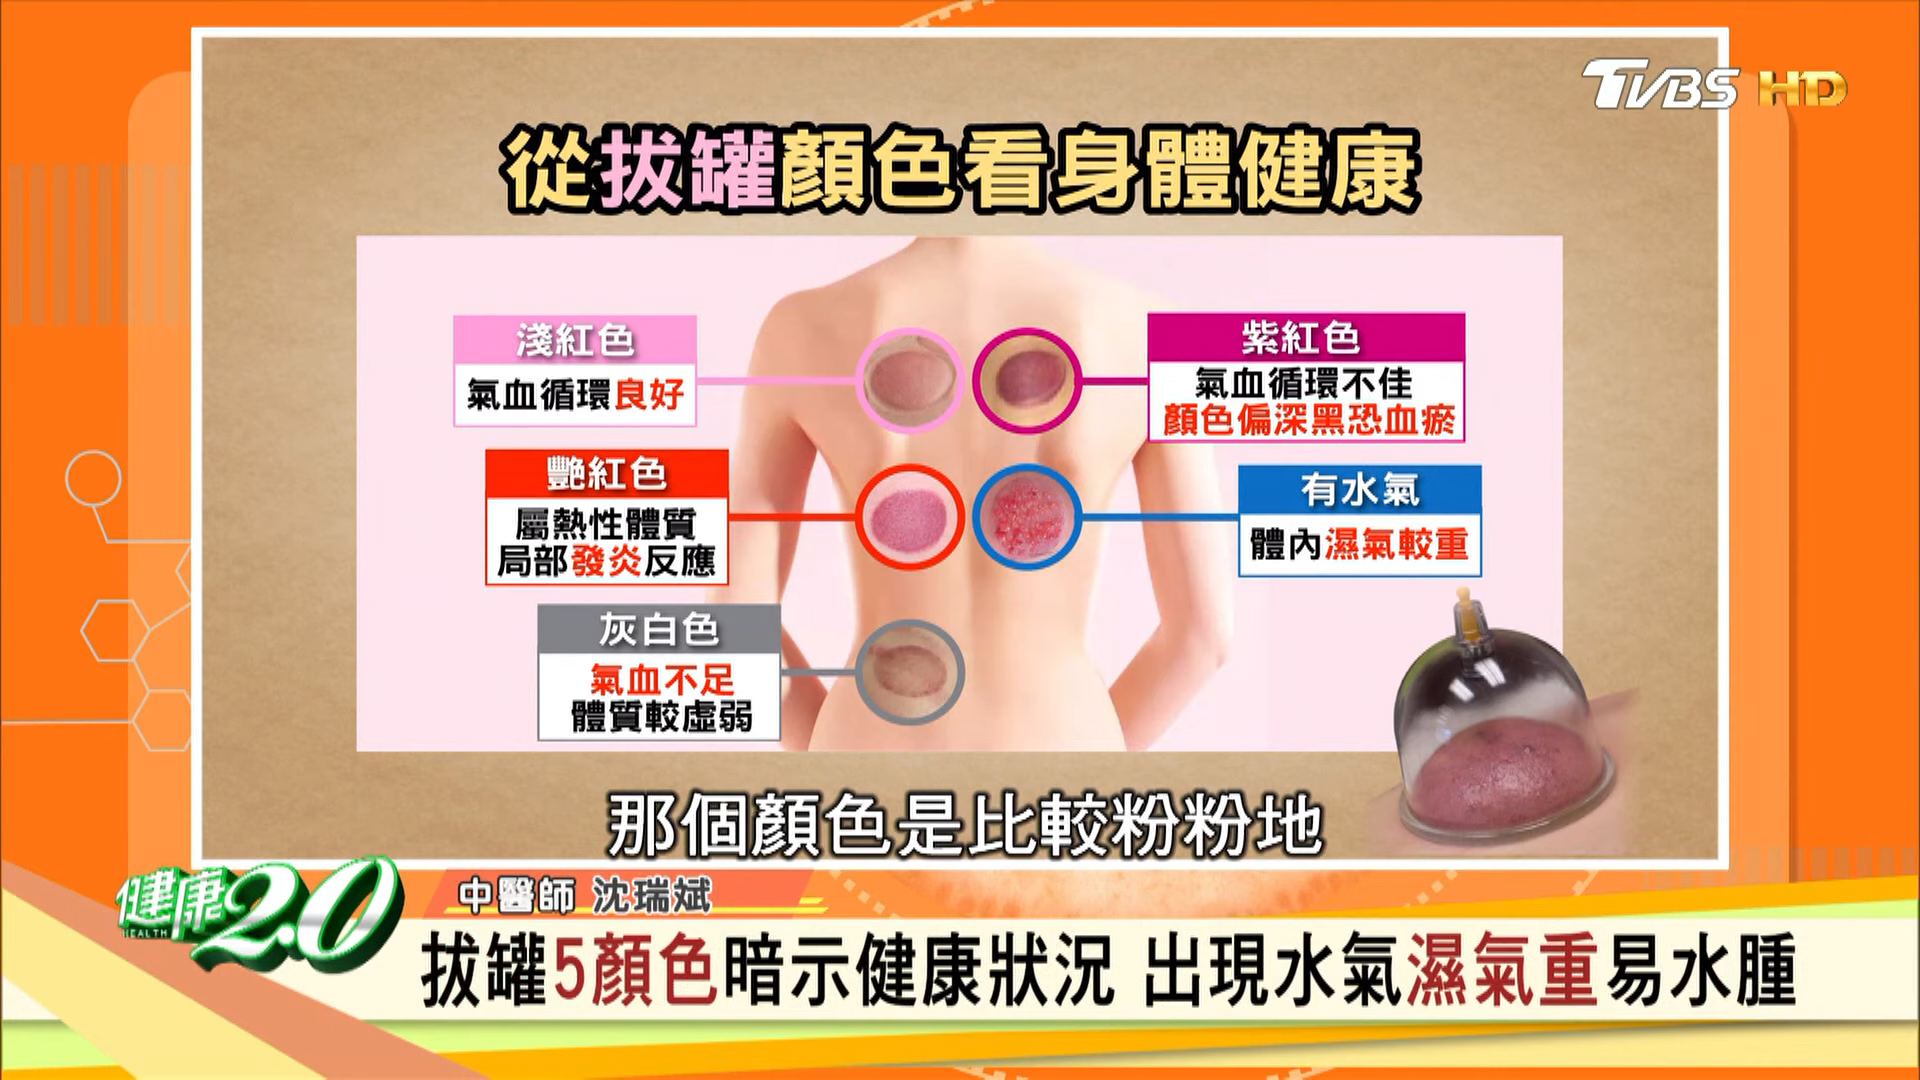 TVBS HD
從拔罐顏色看身體健康
淺紅色
氣血循環良好
紫紅色
氣血循環不佳
顏色偏深黑恐血瘀
豔紅色
屬熱性體質
局部發炎反應
有水氣
體內濕氣較重
灰白色
氣血不足
體質較虛弱
那個顏色是比較粉粉地
健康2.0
HEALTH
中醫師 沈瑞斌
拔罐5顏色暗示健康狀況 出現水氣濕氣重易水腫